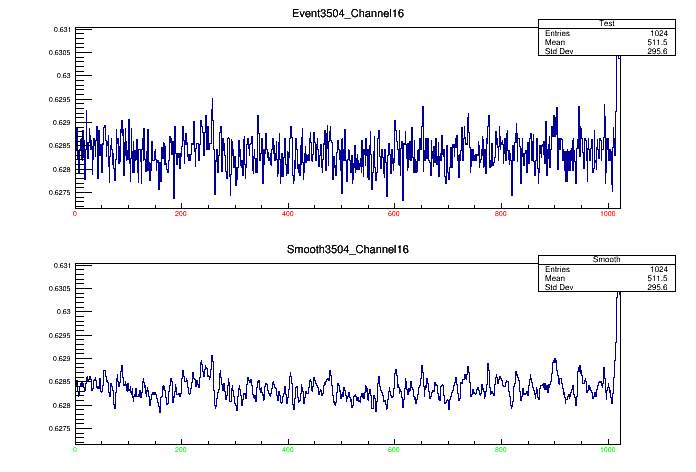 Event3504_Channel16
Test
Entries 1024
Mean 511.5
Std Dev 295.6
0.631
0.6305
0.63
0.6295
0.629
0.6285
0.628
0.6275
0 200 400 600 800 1000
Smooth3504_Channel16
Smooth
Entries 1024
Mean 511.5
Std Dev 295.6
0.631
0.6305
0.63
0.6295
0.629
0.6285
0.628
0.6275
0 200 400 600 800 1000